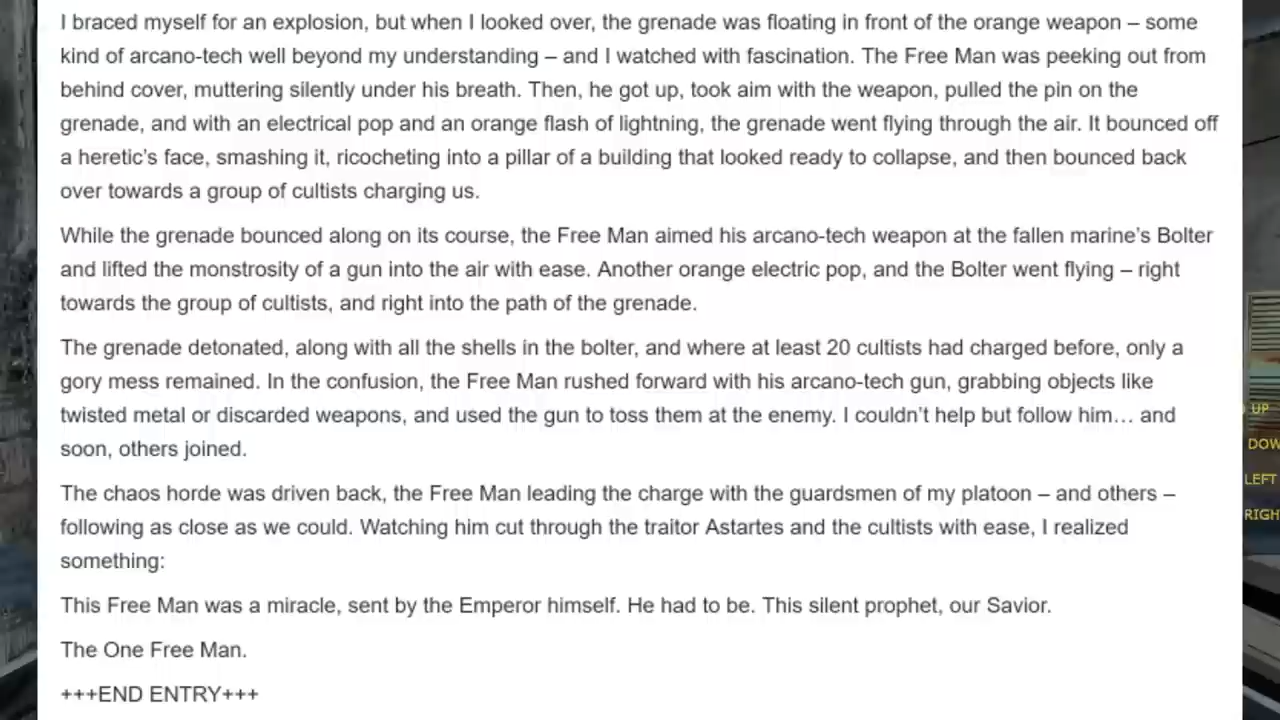 I braced myself for an explosion, but when I looked over, the grenade was floating in front of the orange weapon – some
kind of arcano-tech well beyond my understanding – and I watched with fascination. The Free Man was peeking out from
behind cover, muttering silently under his breath. Then, he got up, took aim with the weapon, pulled the pin on the
grenade, and with an electrical pop and an orange flash of lightning, the grenade went flying through the air. It bounced off
a heretic’s face, smashing it, ricocheting into a pillar of a building that looked ready to collapse, and then bounced back
over towards a group of cultists charging us.
While the grenade bounced along on its course, the Free Man aimed his arcano-tech weapon at the fallen marine’s Bolter
and lifted the monstrosity of a gun into the air with ease. Another orange electric pop, and the Bolter went flying – right
towards the group of cultists, and right into the path of the grenade.
The grenade detonated, along with all the shells in the bolter, and where at least 20 cultists had charged before, only a
gory mess remained. In the confusion, the Free Man rushed forward with his arcano-tech gun, grabbing objects like
twisted metal or discarded weapons, and used the gun to toss them at the enemy. I couldn’t help but follow him… and
soon, others joined.
The chaos horde was driven back, the Free Man leading the charge with the guardsmen of my platoon – and others –
following as close as we could. Watching him cut through the traitor Astartes and the cultists with ease, I realized
something:
This Free Man was a miracle, sent by the Emperor himself. He had to be. This silent prophet, our Savior.
The One Free Man.
+++END ENTRY+++
UP
DOW
LEFT
RIGH